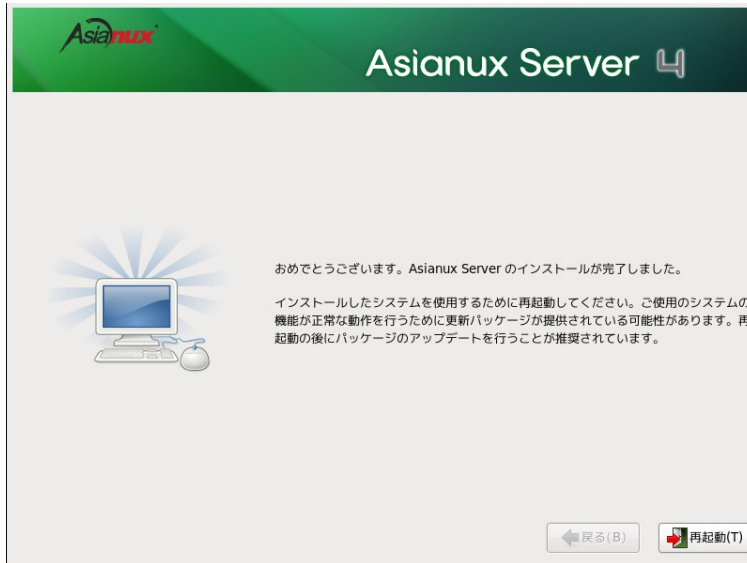 Asianux
Asianux Server 4
おめでとうございます。Asianux Server のインストールが完了しました。
インストールしたシステムを使用するために再起動してください。ご使用のシステムの
機能が正常な動作を行うために更新パッケージが提供されている可能性があります。再
起動の後にパッケージのアップデートを行うことが推奨されています。
戻る(B)
再起動(T)